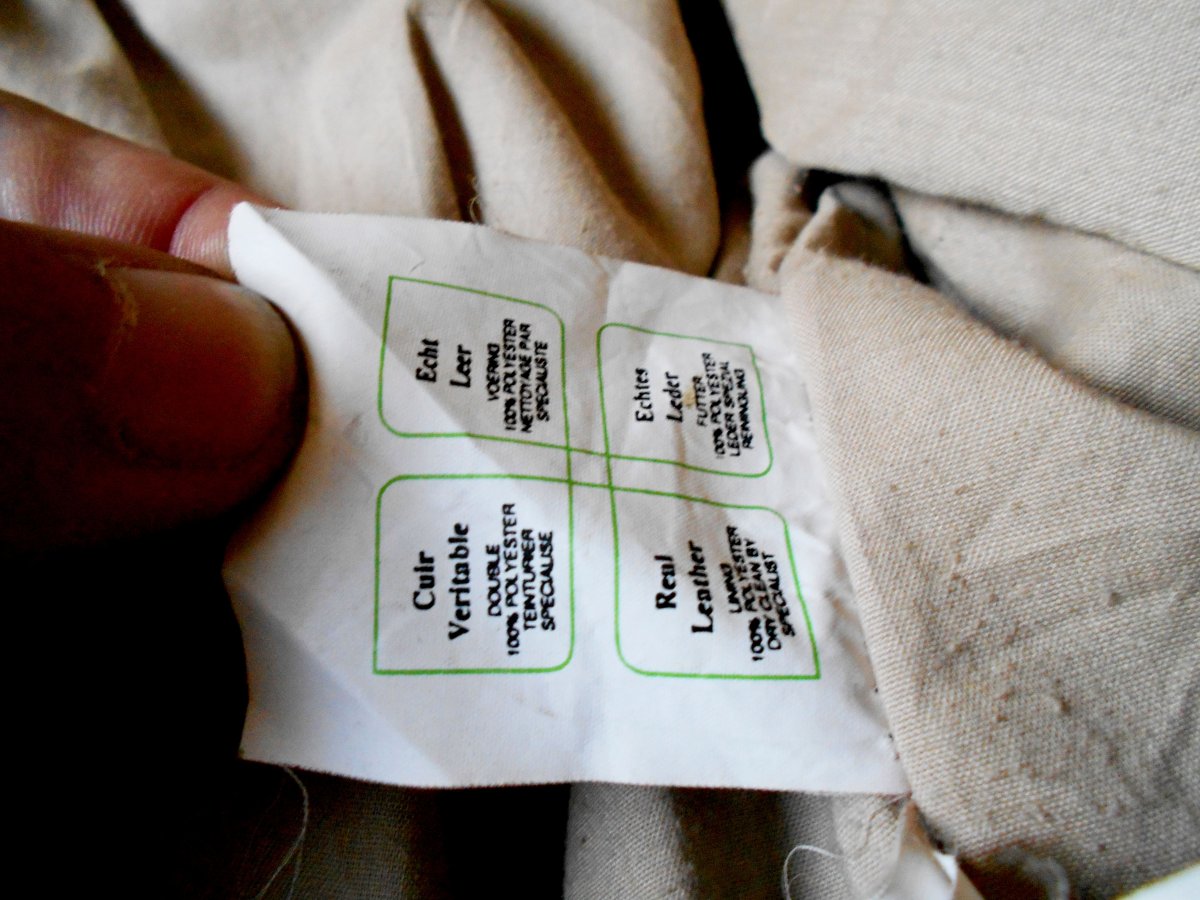 Cuir
Veritable
DOUBLE
100% POLYESTER
TEINTURIER
SPECIALISE
Echt
Leer
VOERING
100% POLYESTER
NETTOYAGE PAR
SPECIALISTE
Real
Leather
LINING
100% POLYESTER
DRY CLEAN BY
SPECIALIST
Echtes
Leder
FUTTER
100% POLYESTER
LEDER SPEZIAL
REINIGUNG